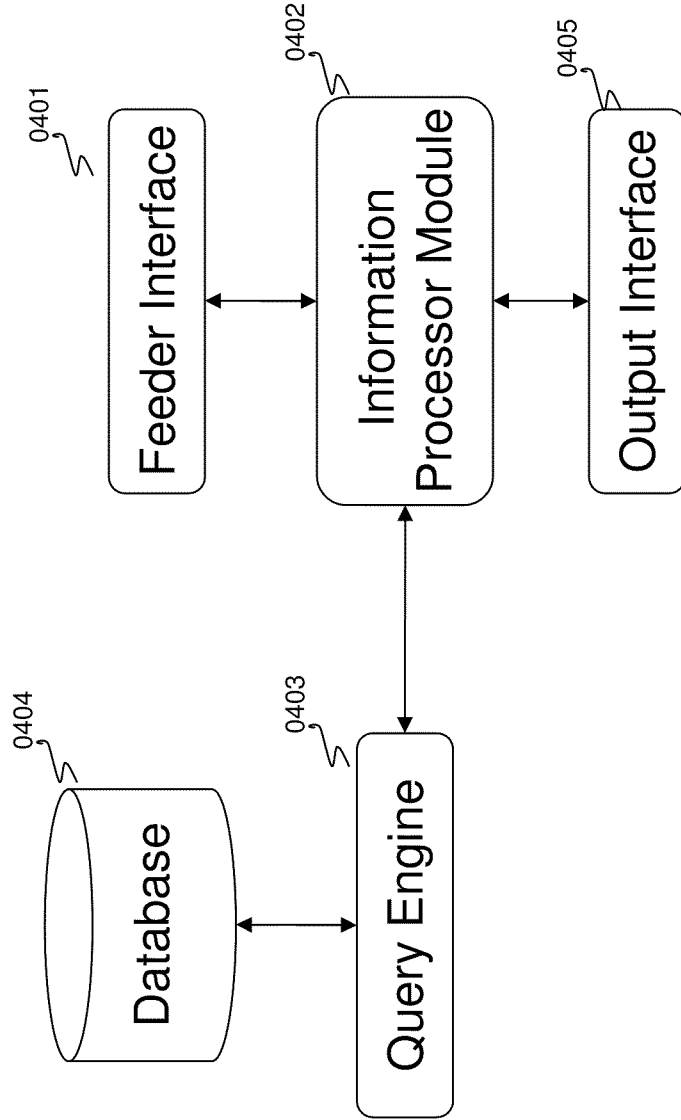 0401
Feeder Interface
0402
Information
Processor Module
0403
Query Engine
0404
Database
0405
Output Interface